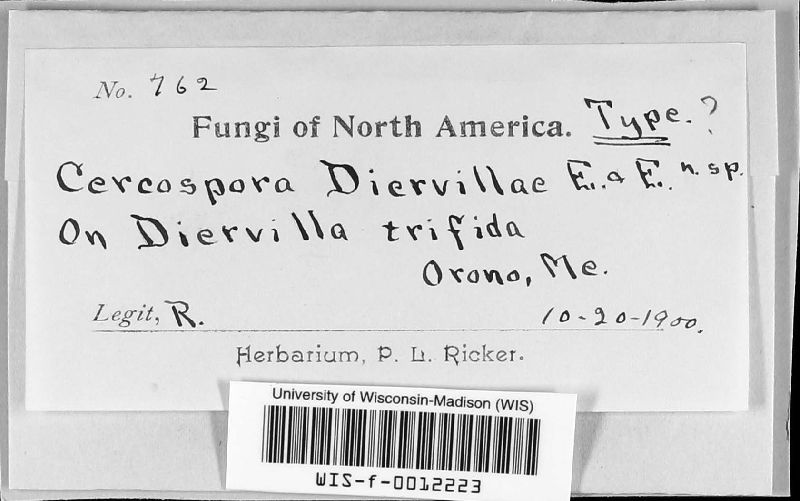 No. 762
Fungi of North America. Type.?
Cercospora Diervillae E. & E. n. sp.
On Diervilla trifida
Orono, Me.
Legit, R. 10-20-1900.
Herbarium, P. L. Ricker.
University of Wisconsin-Madison (WIS)
WIS-f-0012223